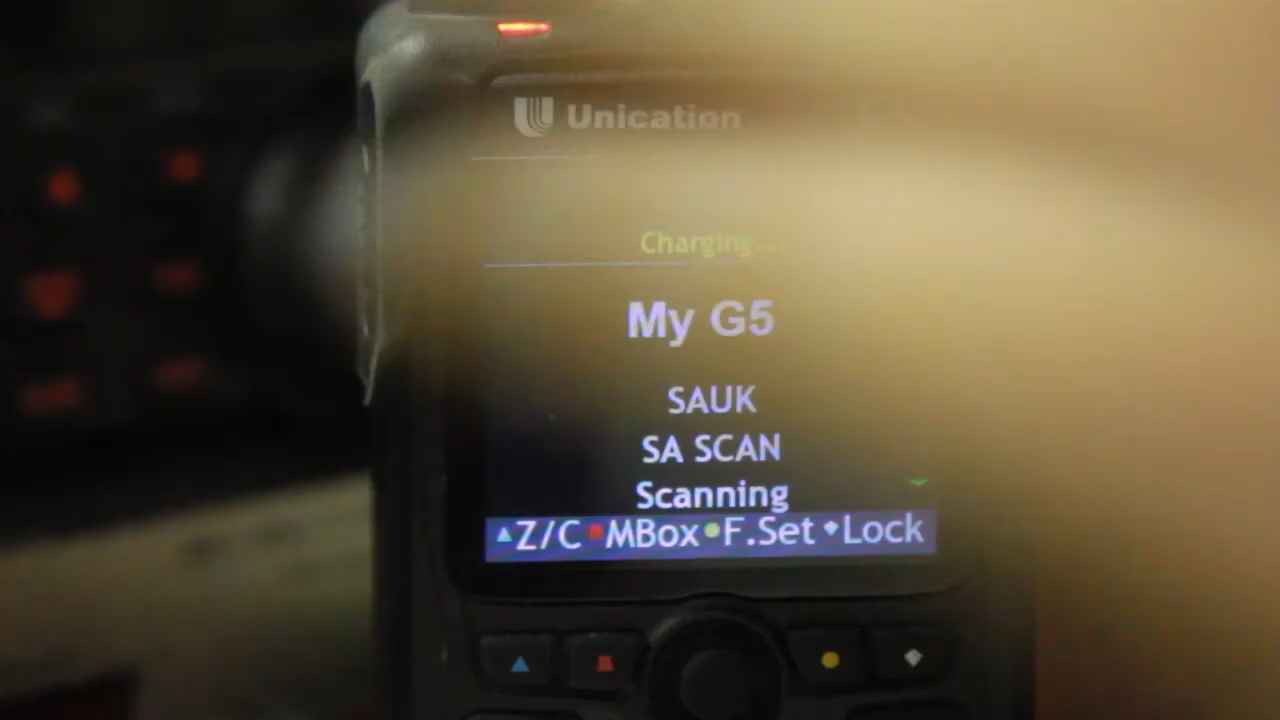 Unication
Charging...
My G5
SAUK
SA SCAN
Scanning
Z/C MBox F.Set Lock